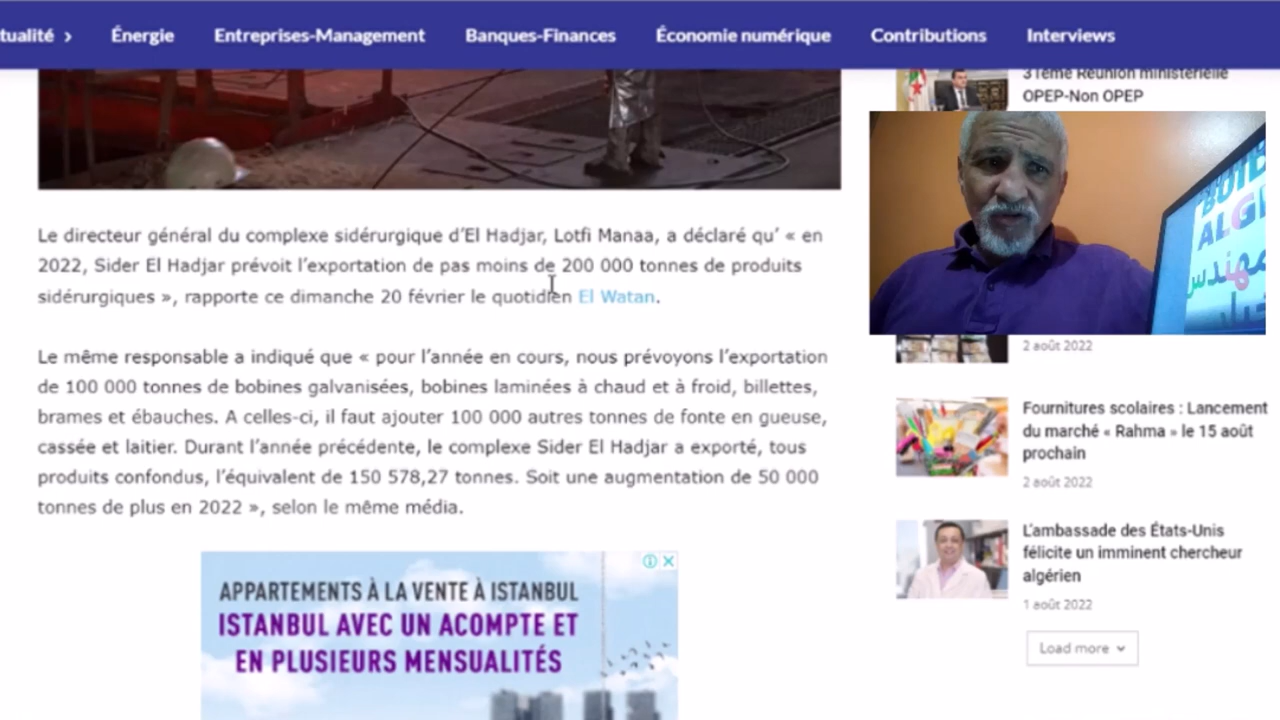 tualité
Énergie
Entreprises-Management
Banques-Finances
Économie numérique
Contributions
Interviews
31ème Réunion ministérielle
OPEP-Non OPEP
Le directeur général du complexe sidérurgique d'El Hadjar, Lotfi Manaa, a déclaré qu' « en
2022, Sider El Hadjar prévoit l'exportation de pas moins de 200 000 tonnes de produits
sidérurgiques », rapporte ce dimanche 20 février le quotidien El Watan.
Le même responsable a indiqué que « pour l'année en cours, nous prévoyons l'exportation
de 100 000 tonnes de bobines galvanisées, bobines laminées à chaud et à froid, billettes,
brames et ébauches. A celles-ci, il faut ajouter 100 000 autres tonnes de fonte en gueuse,
cassée et laitier. Durant l'année précédente, le complexe Sider El Hadjar a exporté, tous
produits confondus, l'équivalent de 150 578,27 tonnes. Soit une augmentation de 50 000
tonnes de plus en 2022 », selon le même média.
2 août 2022
Fournitures scolaires : Lancement
du marché « Rahma » le 15 août
prochain
2 août 2022
L'ambassade des États-Unis
félicite un imminent chercheur
algérien
1 août 2022
Load more
APPARTEMENTS À LA VENTE À ISTANBUL
ISTANBUL AVEC UN ACOMPTE ET
EN PLUSIEURS MENSUALITÉS